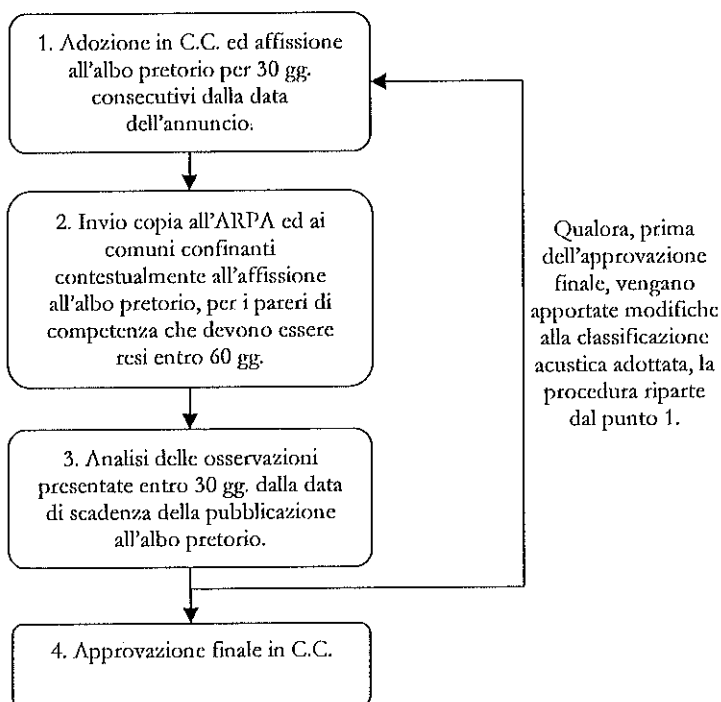 1. Adozione in C.C. ed affissione
all'albo pretorio per 30 gg.
consecutivi dalla data
dell'annuncio.
2. Invio copia all'ARPA ed ai
comuni confinanti
contestualmente all'affissione
all'albo pretorio, per i pareri di
competenza che devono essere
resi entro 60 gg.
3. Analisi delle osservazioni
presentate entro 30 gg. dalla data
di scadenza della pubblicazione
all'albo pretorio.
4. Approvazione finale in C.C.
Qualora, prima
dell'approvazione
finale, vengano
apportate modifiche
alla classificazione
acustica adottata, la
procedura riparte
dal punto 1.